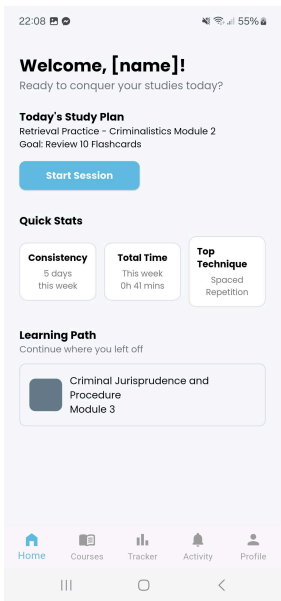 22:08 55%
Welcome, [name]!
Ready to conquer your studies today?
Today's Study Plan
Retrieval Practice - Criminalistics Module 2
Goal: Review 10 Flashcards
Start Session
Quick Stats
Consistency
5 days
this week
Total Time
This week
0h 41 mins
Top
Technique
Spaced
Repetition
Learning Path
Continue where you left off
Criminal Jurisprudence and
Procedure
Module 3
Home Courses Tracker Activity Profile